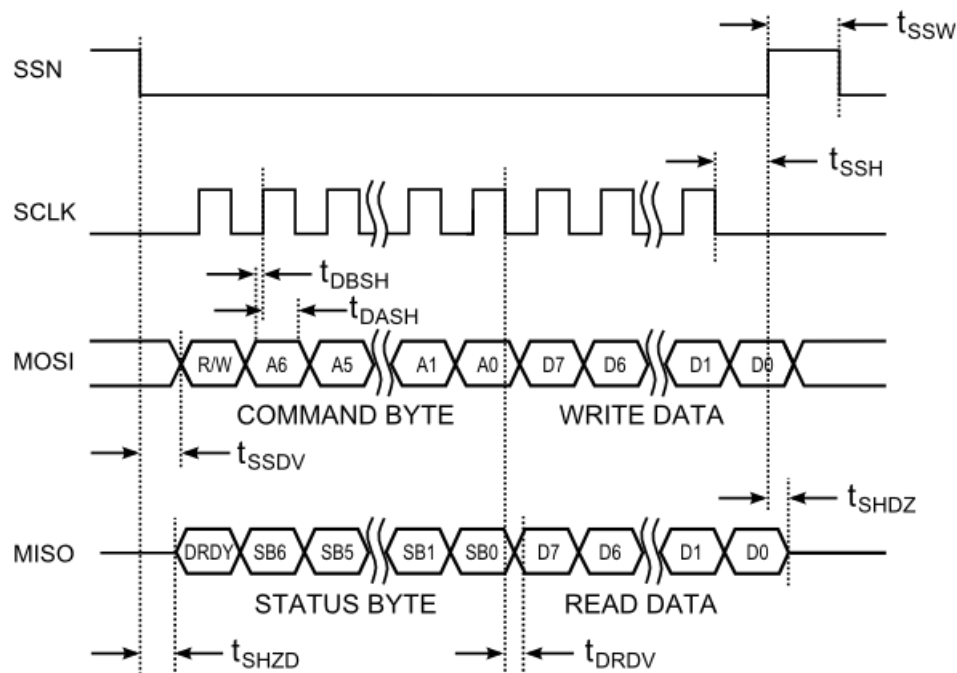 tSSW
SSN
tSSH
SCLK
tDBSH
tDASH
MOSI R/W A6 A5 A1 A0 D7 D6 D1 D0
COMMAND BYTE WRITE DATA
tSSDV
tSHDZ
MISO DRDY SB6 SB5 SB1 SB0 D7 D6 D1 D0
STATUS BYTE READ DATA
tSHZD tDRDV